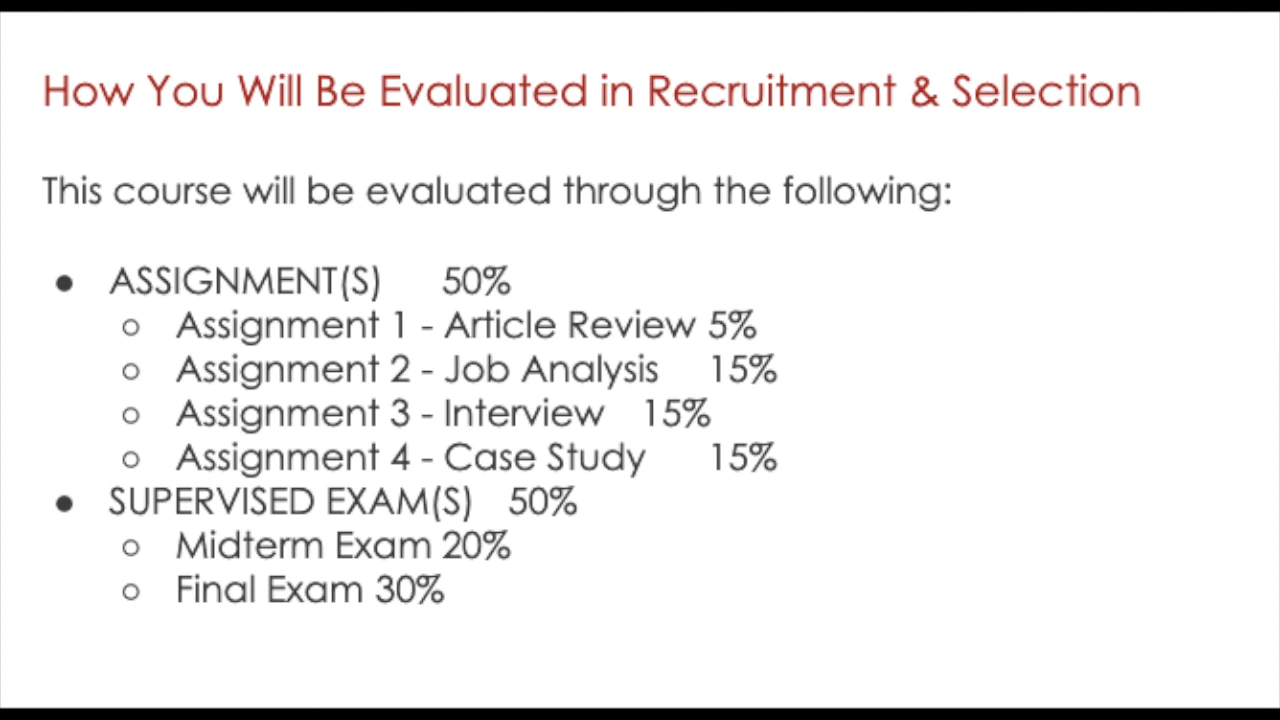 How You Will Be Evaluated in Recruitment & Selection
This course will be evaluated through the following:
● ASSIGNMENT(S) 50%
○ Assignment 1 - Article Review 5%
○ Assignment 2 - Job Analysis 15%
○ Assignment 3 - Interview 15%
○ Assignment 4 - Case Study 15%
● SUPERVISED EXAM(S) 50%
○ Midterm Exam 20%
○ Final Exam 30%